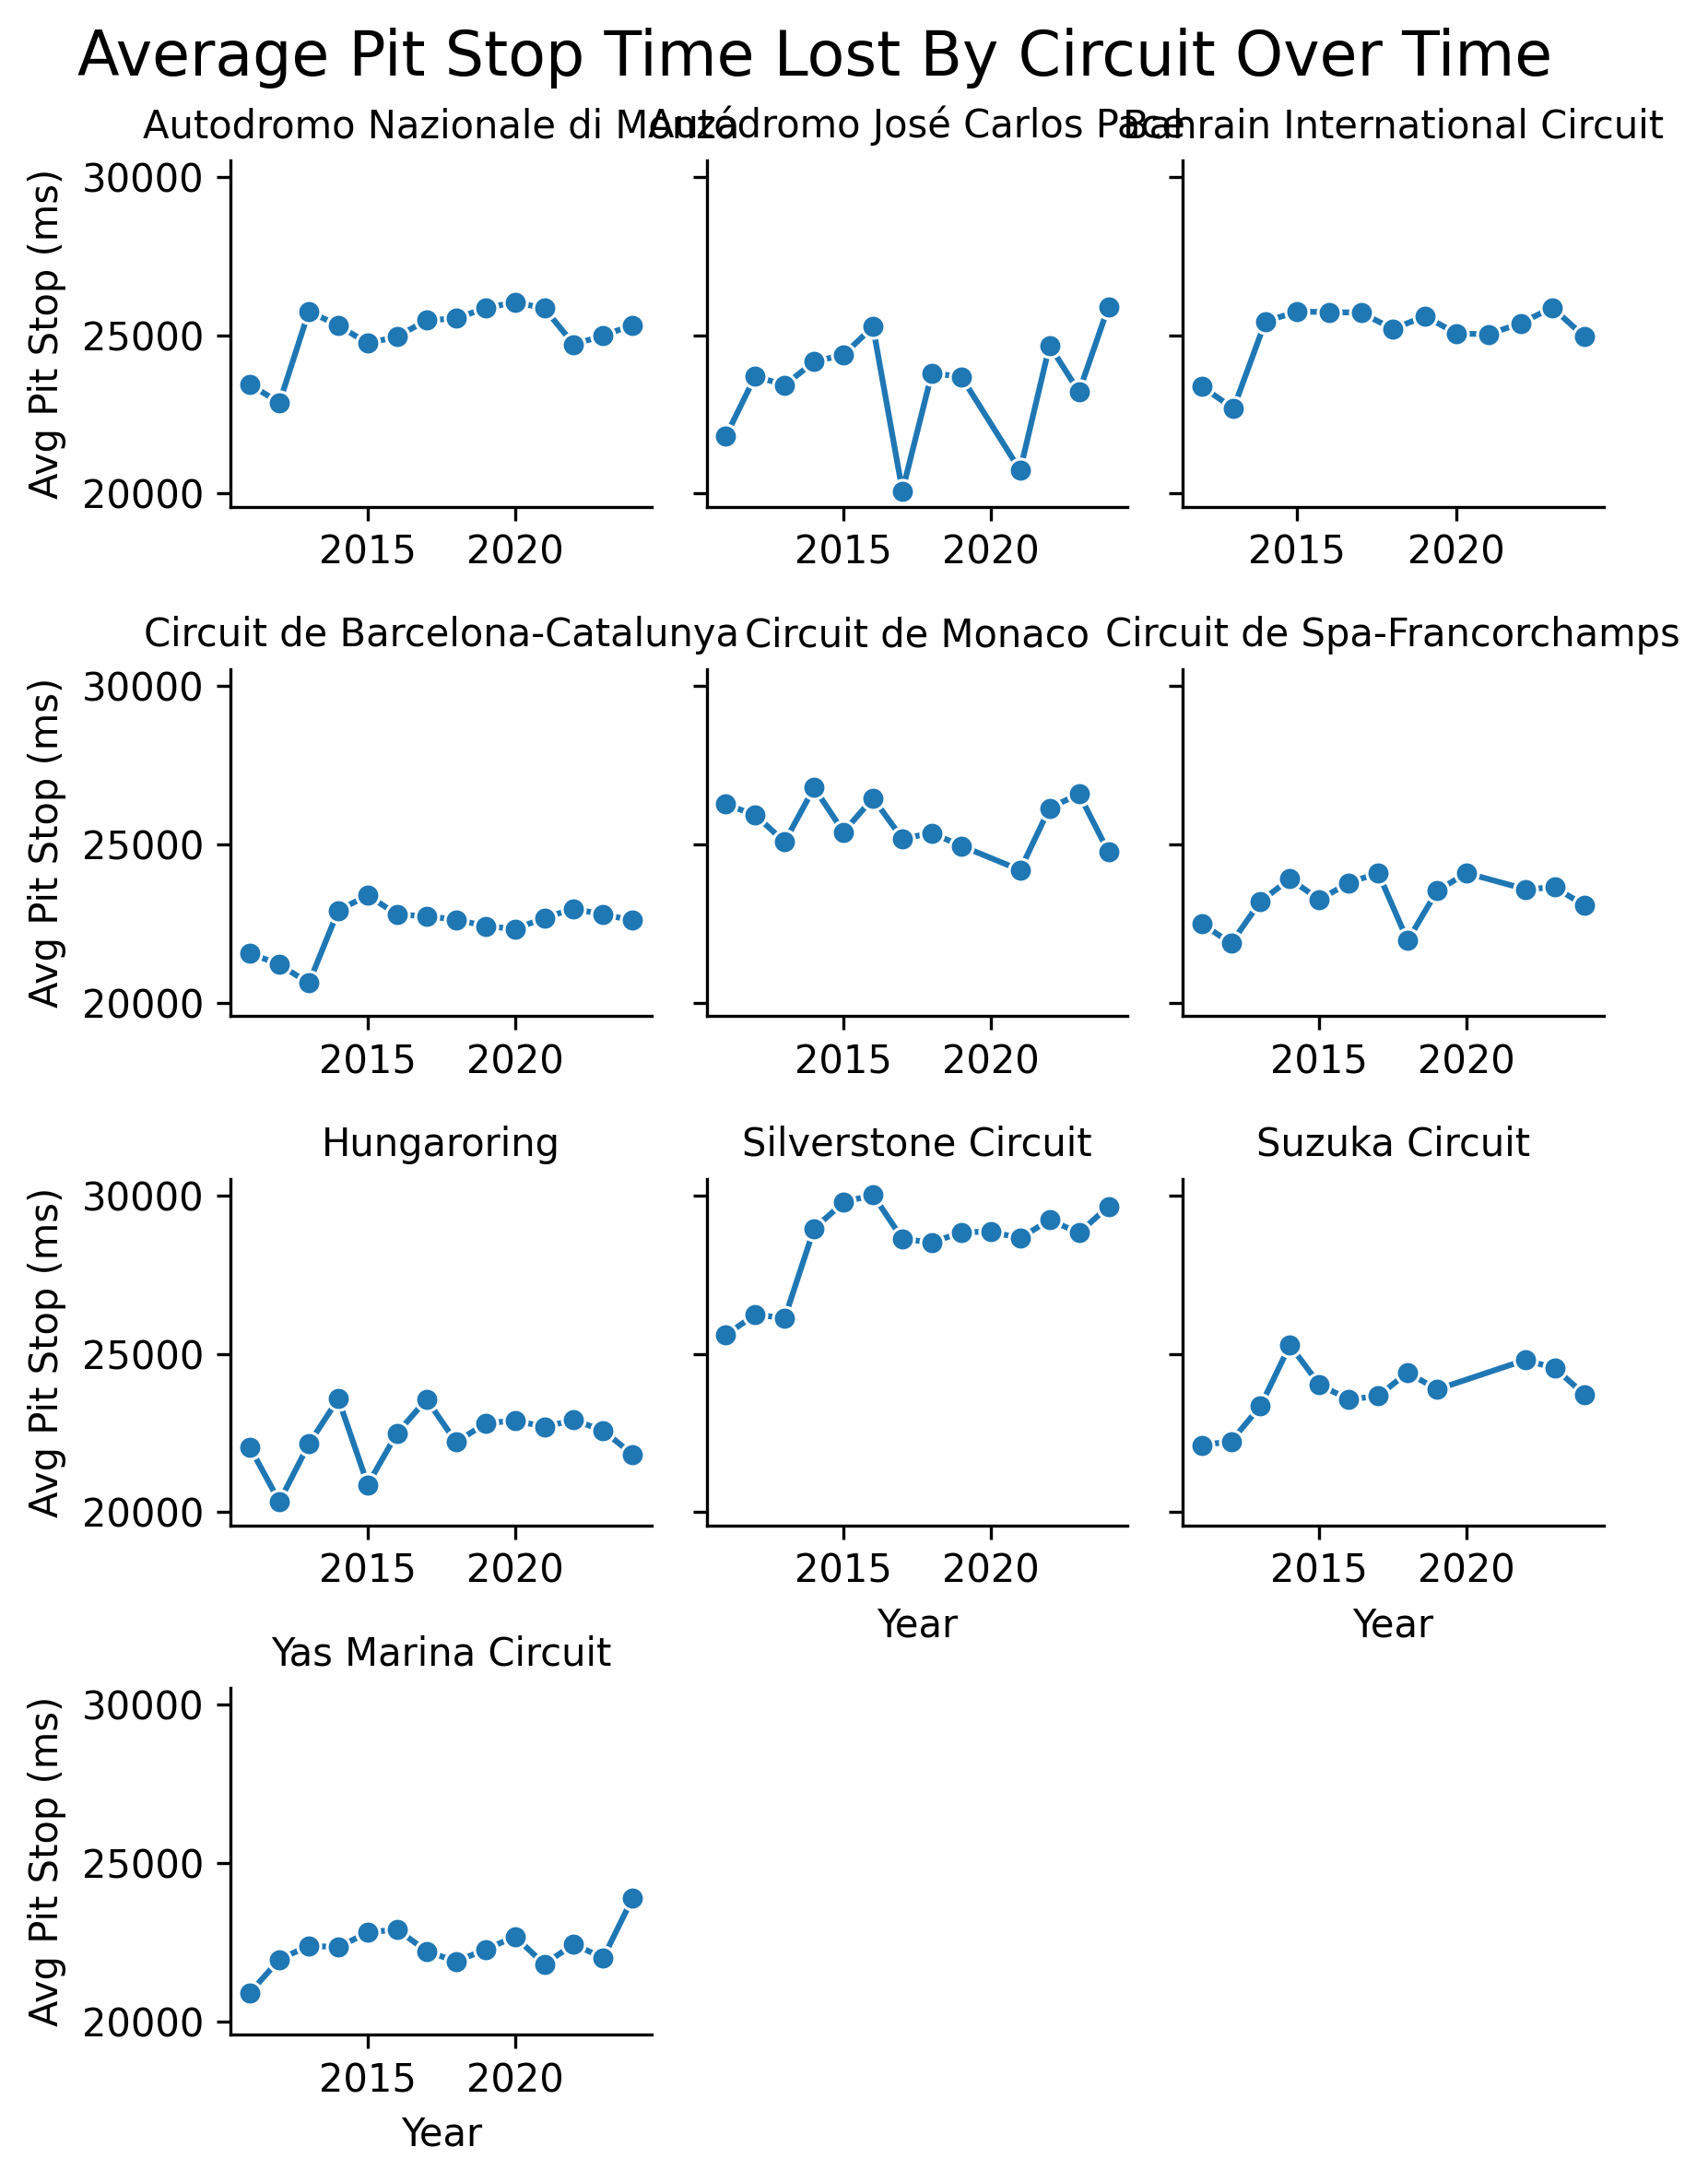 Average Pit Stop Time Lost By Circuit Over Time
Autodromo Nazionale di Monza
Autódromo José Carlos Pace
Bahrain International Circuit
Avg Pit Stop (ms)
30000
25000
20000
2015 2020
2015 2020
2015 2020
Circuit de Barcelona-Catalunya
Circuit de Monaco
Circuit de Spa-Francorchamps
Avg Pit Stop (ms)
30000
25000
20000
2015 2020
2015 2020
2015 2020
Hungaroring
Silverstone Circuit
Suzuka Circuit
Avg Pit Stop (ms)
30000
25000
20000
2015 2020
2015 2020
2015 2020
Year
Year
Yas Marina Circuit
Avg Pit Stop (ms)
30000
25000
20000
2015 2020
Year